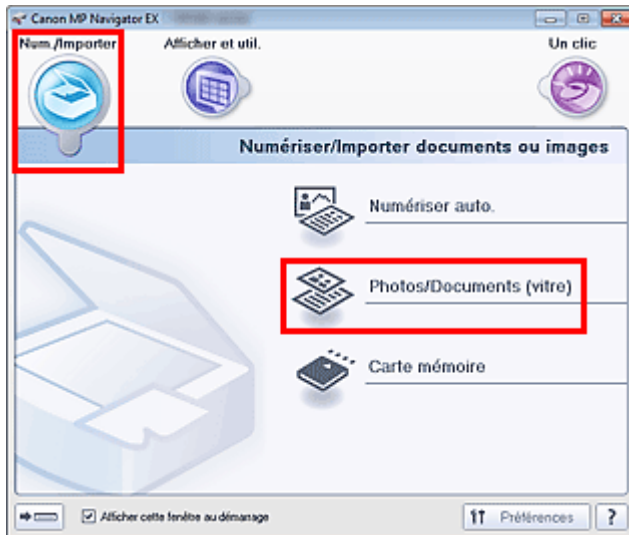 Canon MP Navigator EX
Num./Importer
Afficher et util.
Un clic
Numériser/Importer documents ou images
Numériser auto.
Photos/Documents (vitre)
Carte mémoire
Afficher cette fenêtre au démarrage
Préférences
?